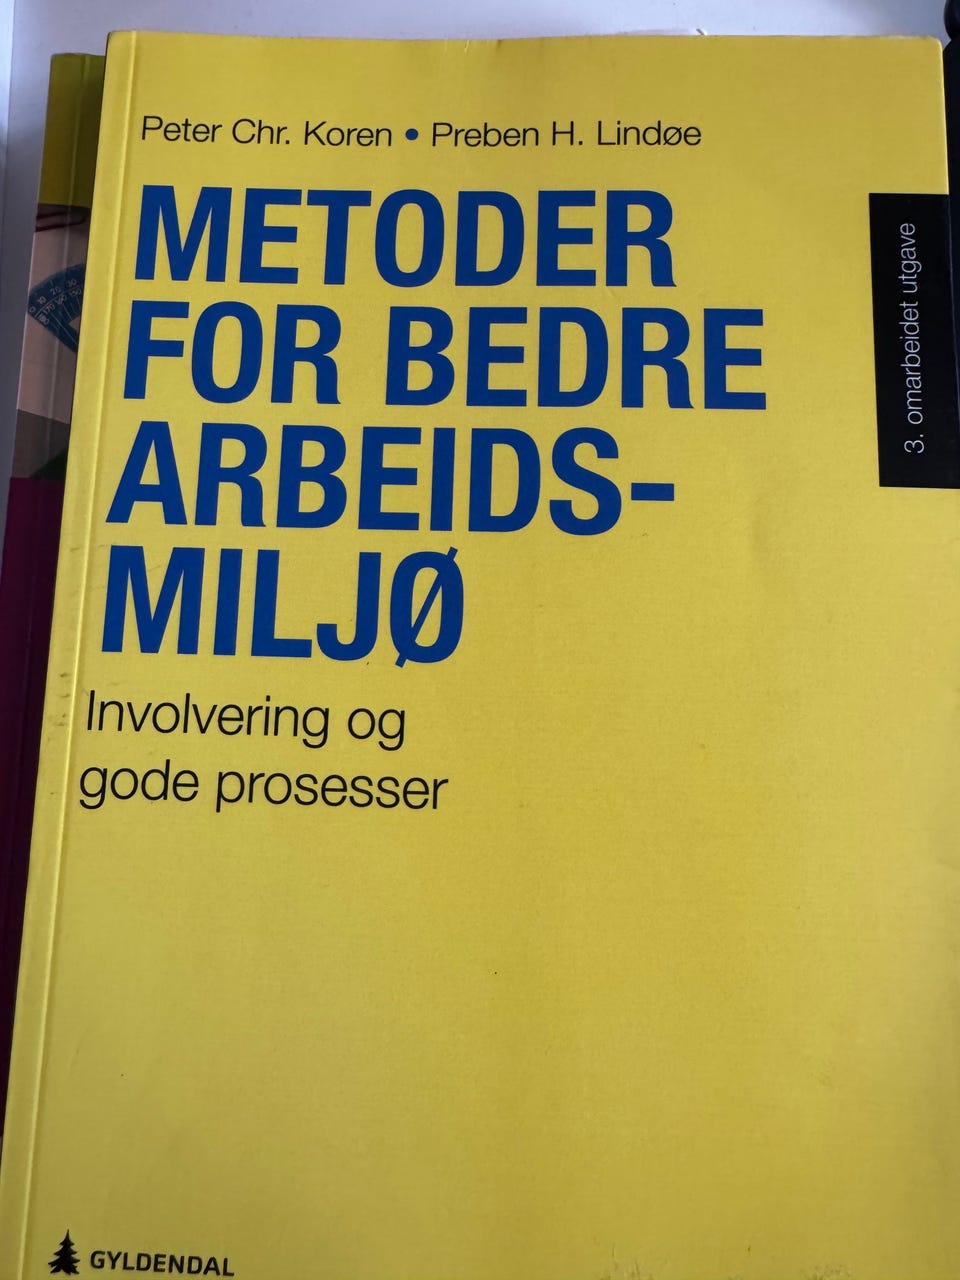 Peter Chr. Koren • Preben H. Lindøe
METODER
FOR BEDRE
ARBEIDS-
MILJØ
Involvering og
gode prosesser
3. omarbeidet utgave
GYLDENDAL